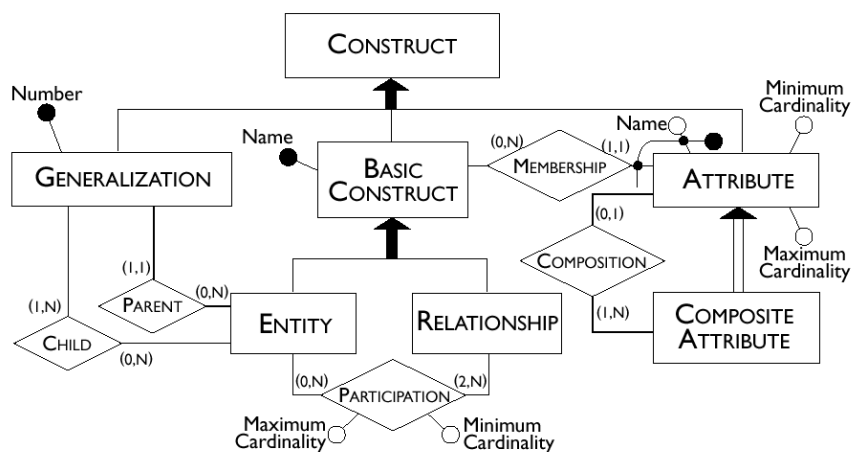 CONSTRUCT
Number
Minimum
Cardinality
Name
Name
(0,N)
(1,1)
GENERALIZATION
BASIC
CONSTRUCT
MEMBERSHIP
ATTRIBUTE
(0,1)
Maximum
Cardinality
COMPOSITION
(1,1)
(1,N)
(0,N)
PARENT
(1,N)
CHILD
(0,N)
ENTITY
RELATIONSHIP
COMPOSITE
ATTRIBUTE
(0,N)
(2,N)
PARTICIPATION
Maximum
Cardinality
Minimum
Cardinality